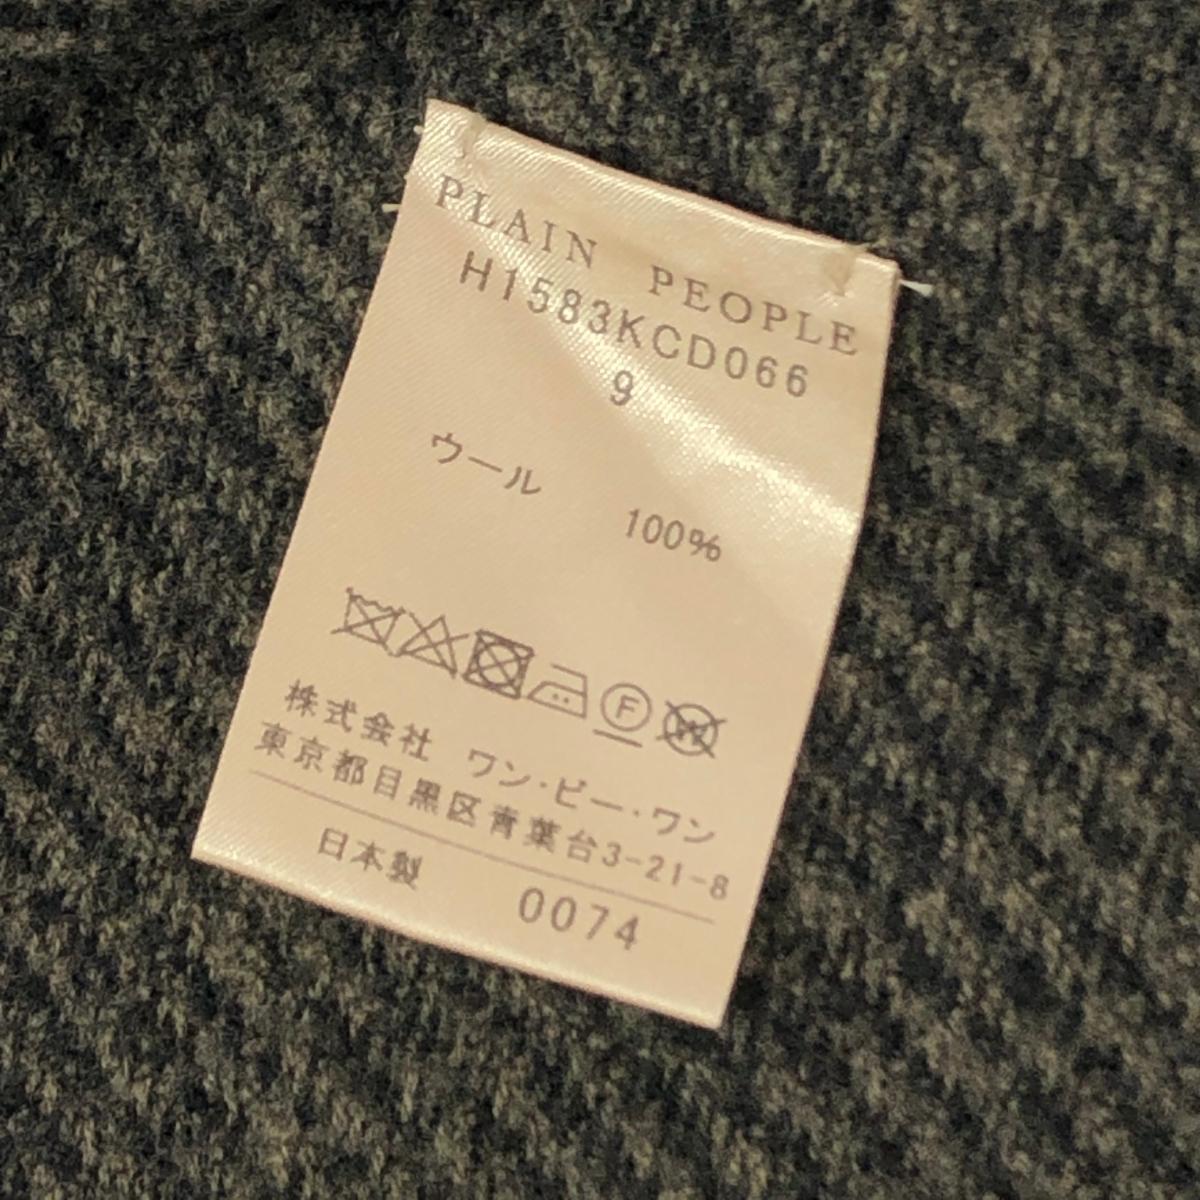 PLAIN PEOPLE
H1583KCD066
9
ウール 100%
F W
株式会社 ワン・ビー・ワン
東京都目黒区青葉台3-21-8
日本製 0074